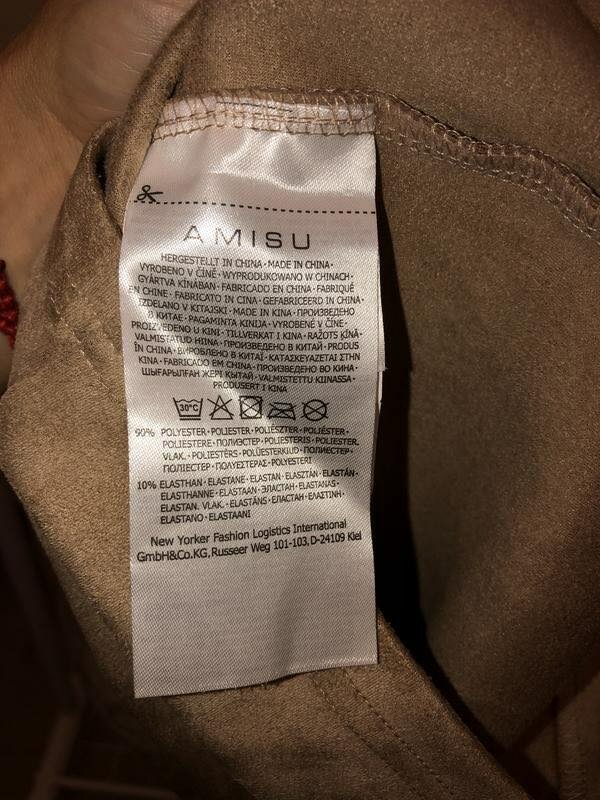 AMISU
HERGESTELLT IN CHINA·MADE IN CHINA·
VYROBENO V ČÍNĚ·WYPRODUKOWANO W CHINACH·
GYÁRTVA KÍNÁBAN·FABRICADO EN CHINA·FABRIQUÉ
EN CHINE·FABRICATO IN CINA·GEFABRICEERD IN CHINA·
IZDELANO V KITAJSKI·MADE IN KINA·ПРОИЗВЕДЕНО
В КИТАЕ·PAGAMINTA KINIJA·VYROBENÉ V ČÍNE·
PROIZVEDENO U KINI·TILLVERKAT I KINA·RAŽOTS ĶĪNĀ·
VALMISTATUD HIINA·ПРОИЗВЕДЕНО В КИТАЙ·PRODUS
ÎN CHINA·ВИРОБЛЕНО В КИТАЇ·ΚΑΤΑΣΚΕΥΑΖΕΤΑΙ ΣΤΗΝ
ΚΙΝΑ·FABRICADO EM CHINA·ПРОИЗВЕДЕНО ВО КИНА·
ШЫҒАРЫЛҒАН ЖЕРІ ҚЫТАЙ·VALMISTETTU KIINASSA·
PRODUSERT I KINA
30°C
90% POLYESTER·POLIESTER·POLIÉSZTER·POLIÉSTER·
POLIESTERE·ПОЛИЭСТЕР·POLIESTERIS·POLIESTER.
VLAK.·POLIESTĒRS·POLÜESTERKIUD·ПОЛИЕСТЕР·
ПОЛІЕСТЕР·ΠΟΛΥΕΣΤΕΡΑΣ·POLYESTERI
10% ELASTHAN·ELASTANE·ELASTAN·ELASZTÁN·ELASTÁN·
ELASTHANNE·ELASTAAN·ЭЛАСТАН·ELASTANAS·
ELASTAN. VLAK.·ELASTĀNS·ЕЛАСТАН·ΕΛΑΣΤΙΝΗ·
ELASTANO·ELASTAANI
New Yorker Fashion Logistics International
GmbH&Co.KG,Russeer Weg 101-103,D-24109 Kiel